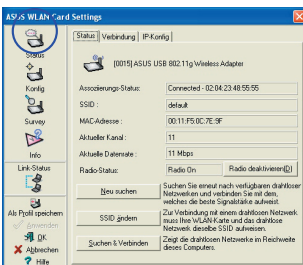 ASUS WLAN Card Settings
Status
Konfig
Survey
Info
Link-Status
Als Profil speichern
Anwenden
OK
Abbrechen
Hilfe
Status Verbindung IP-Konfig
[0015] ASUS USB 802.11g Wireless Adapter
Assoziierungs-Status: Connected - 02:04:23:48:55:55
SSID : default
MAC-Adresse : 00:11:F5:0C:7E:9F
Aktueller Kanal : 11
Aktuelle Datenrate : 11 Mbps
Radio-Status: Radio On Radio deaktivieren(D)
Neu suchen
Suchen Sie erneut nach verfügbaren drahtloser
Netzwerken und verbinden Sie mit dem,
welches die beste Signalstärke aufweist.
SSID ändern
Zur Verbindung mit einem drahtlosen Netzwerk
muss Ihre WLAN-Karte und das drahtlose
Netzwerk dieselbe SSID aufweisen.
Suchen & Verbinden
Zeigt die drahtlosen Netzwerke im Reichweite
dieses Computers.